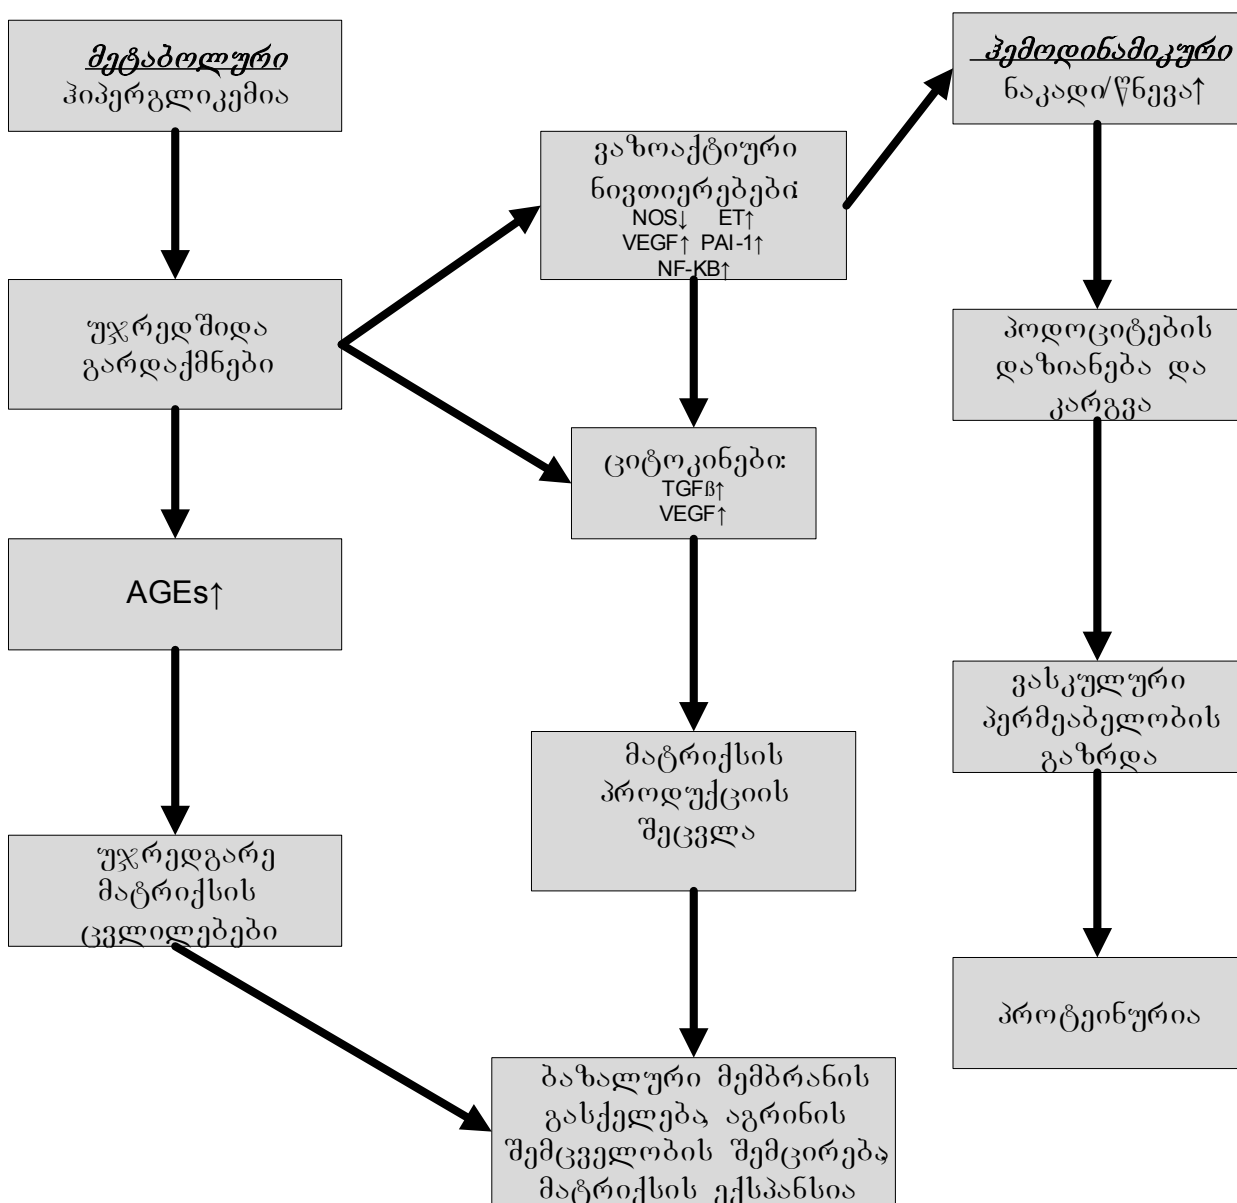 მეტაბოლური
ჰიპერგლიკემია
უჯრედშიდა
გარდაქმნები
AGEs↑
უჯრედგარე
მატრიქსის
ცვლილებები
ვაზოაქტიური
ნივთიერებები:
NOS↓ ET↑
VEGF↑ PAI-1↑
NF-KB↑
ციტოკინები:
TGFß↑
VEGF↑
მატრიქსის
პროდუქციის
შეცვლა
ბაზალური მემბრანის
გასქელება, აგრინის
შემცველობის შემცირება,
მატრიქსის ექსპანსია
ჰემოდინამიკური
ნაკადი/წნევა↑
პოდოციტების
დაზიანება და
კარგვა
ვასკულური
პერმეაბელობის
გაზრდა
პროტეინურია